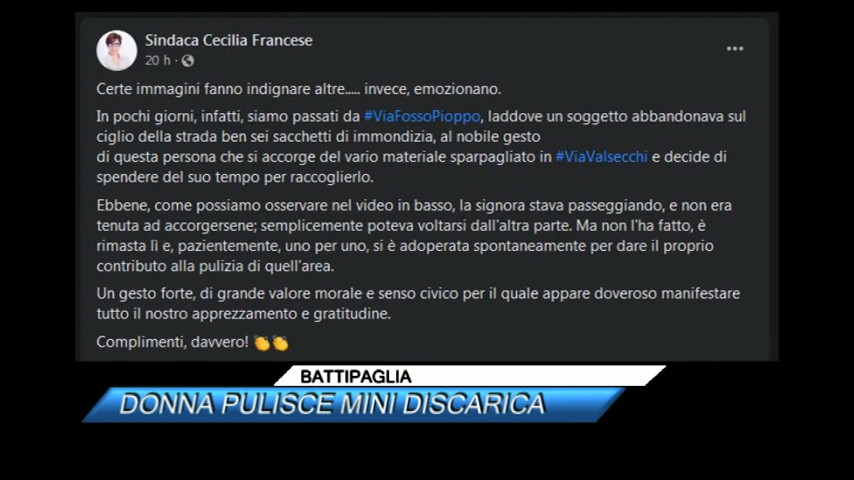 Sindaca Cecilia Francese
20 h ·
Certe immagini fanno indignare altre..... invece, emozionano.
In pochi giorni, infatti, siamo passati da #ViaFossoPioppo, laddove un soggetto abbandonava sul
ciglio della strada ben sei sacchetti di immondizia, al nobile gesto
di questa persona che si accorge del vario materiale sparpagliato in #ViaValsecchi e decide di
spendere del suo tempo per raccoglierlo.
Ebbene, come possiamo osservare nel video in basso, la signora stava passeggiando, e non era
tenuta ad accorgersene; semplicemente poteva voltarsi dall'altra parte. Ma non l'ha fatto, è
rimasta lì e, pazientemente, uno per uno, si è adoperata spontaneamente per dare il proprio
contributo alla pulizia di quell'area.
Un gesto forte, di grande valore morale e senso civico per il quale appare doveroso manifestare
tutto il nostro apprezzamento e gratitudine.
Complimenti, davvero! 👏👏
BATTIPAGLIA
DONNA PULISCE MINI DISCARICA